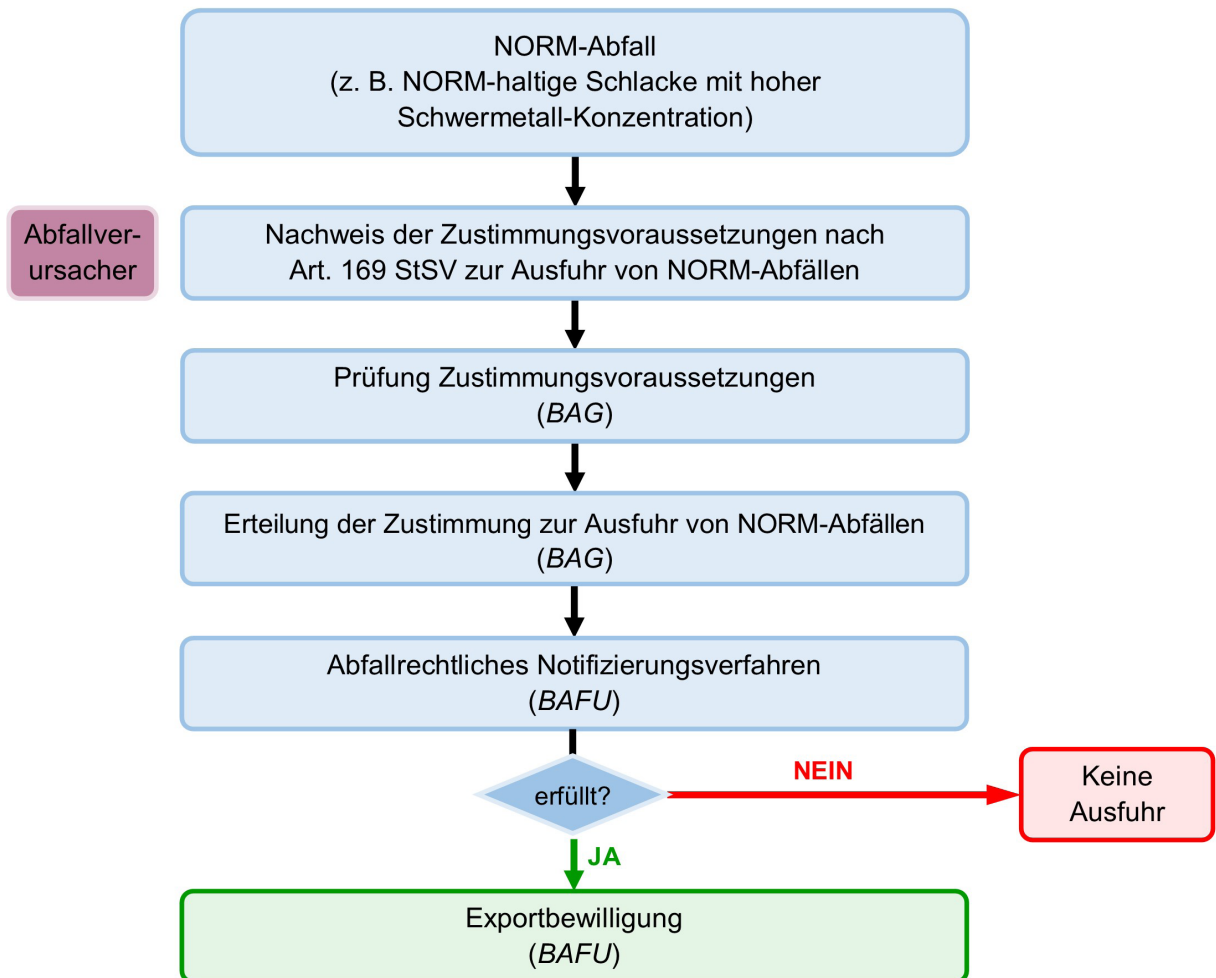 NORM-Abfall
(z. B. NORM-haltige Schlacke mit hoher
Schwermetall-Konzentration)
Abfallver-
ursacher
Nachweis der Zustimmungsvoraussetzungen nach
Art. 169 StSV zur Ausfuhr von NORM-Abfällen
Prüfung Zustimmungsvoraussetzungen
(BAG)
Erteilung der Zustimmung zur Ausfuhr von NORM-Abfällen
(BAG)
Abfallrechtliches Notifizierungsverfahren
(BAFU)
erfüllt?
NEIN
Keine
Ausfuhr
JA
Exportbewilligung
(BAFU)